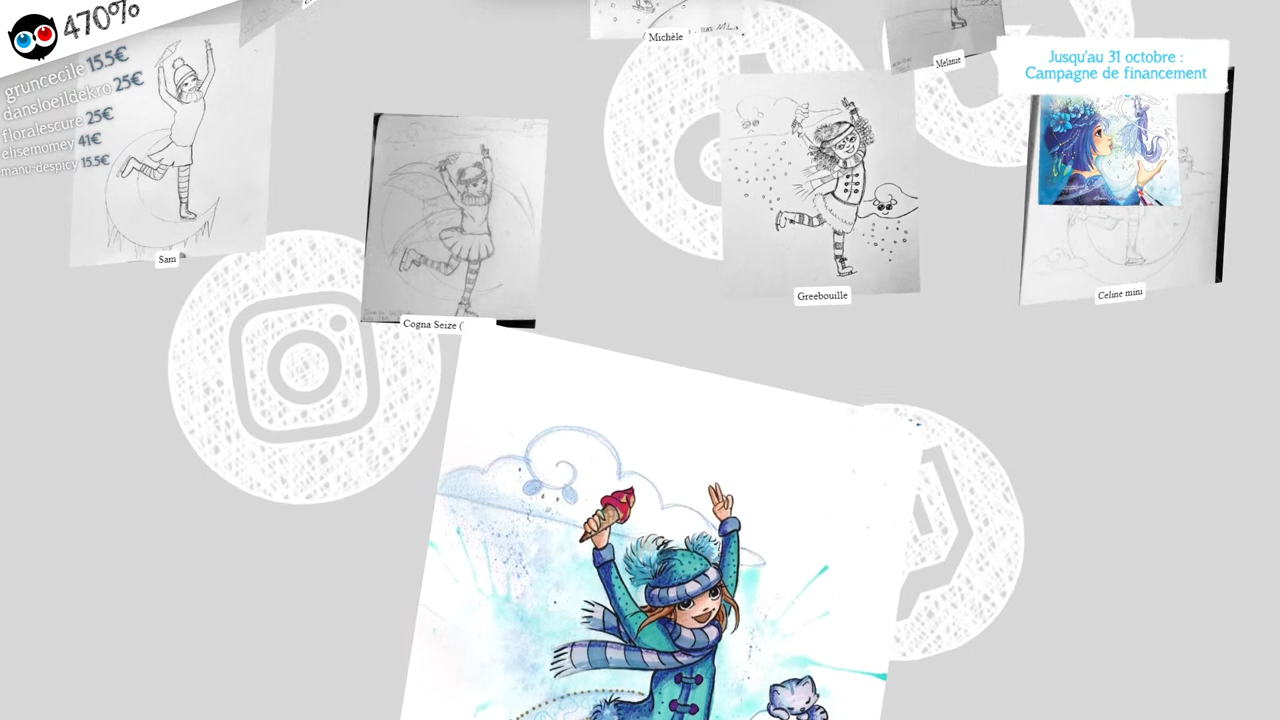 470%
gruncecile 15.5€
dansloeildekro 25€
floralescure 25€
elisemomey 41€
manu-despicy 15.5€
Michèle
Melanie
Jusqu'au 31 octobre :
Campagne de financement
Sam
Cogna Seize (
Greebouille
Celine mini